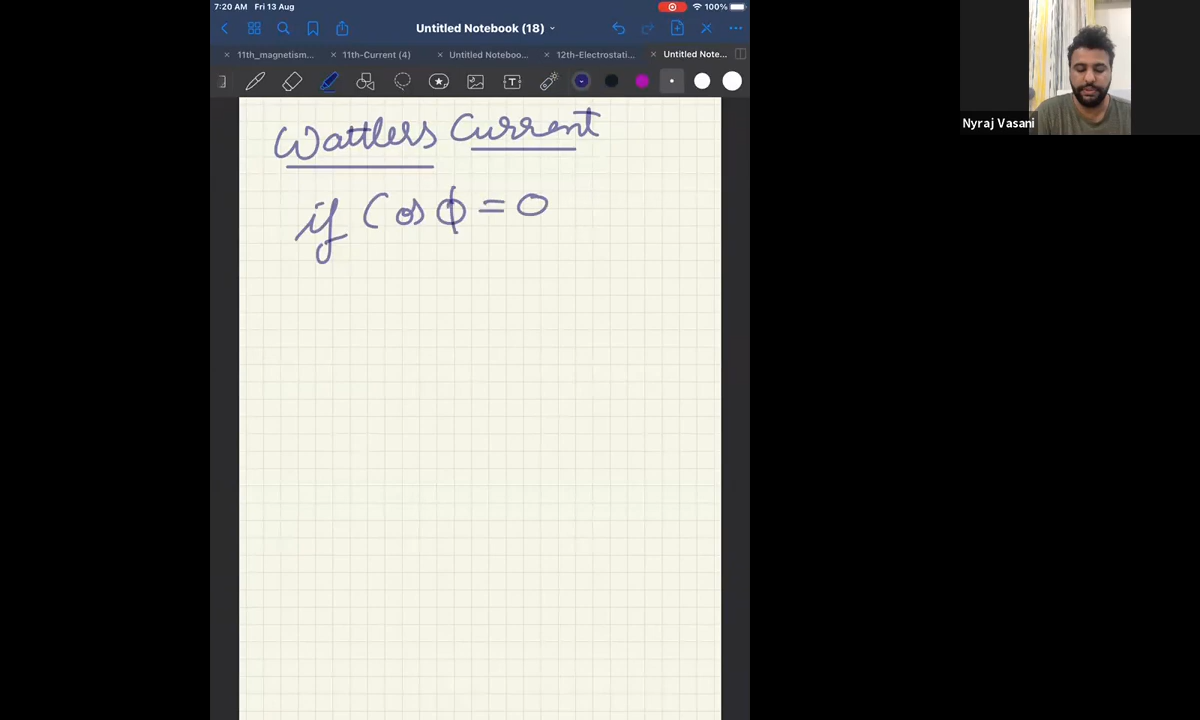 7:20 AM Fri 13 Aug
100%
Untitled Notebook (18)
11th_magnetism...
11th-Current (4)
Untitled Noteboo...
12th-Electrostati...
Untitled Note...
Wattless Current
if Cos ϕ = 0
Nyraj Vasani